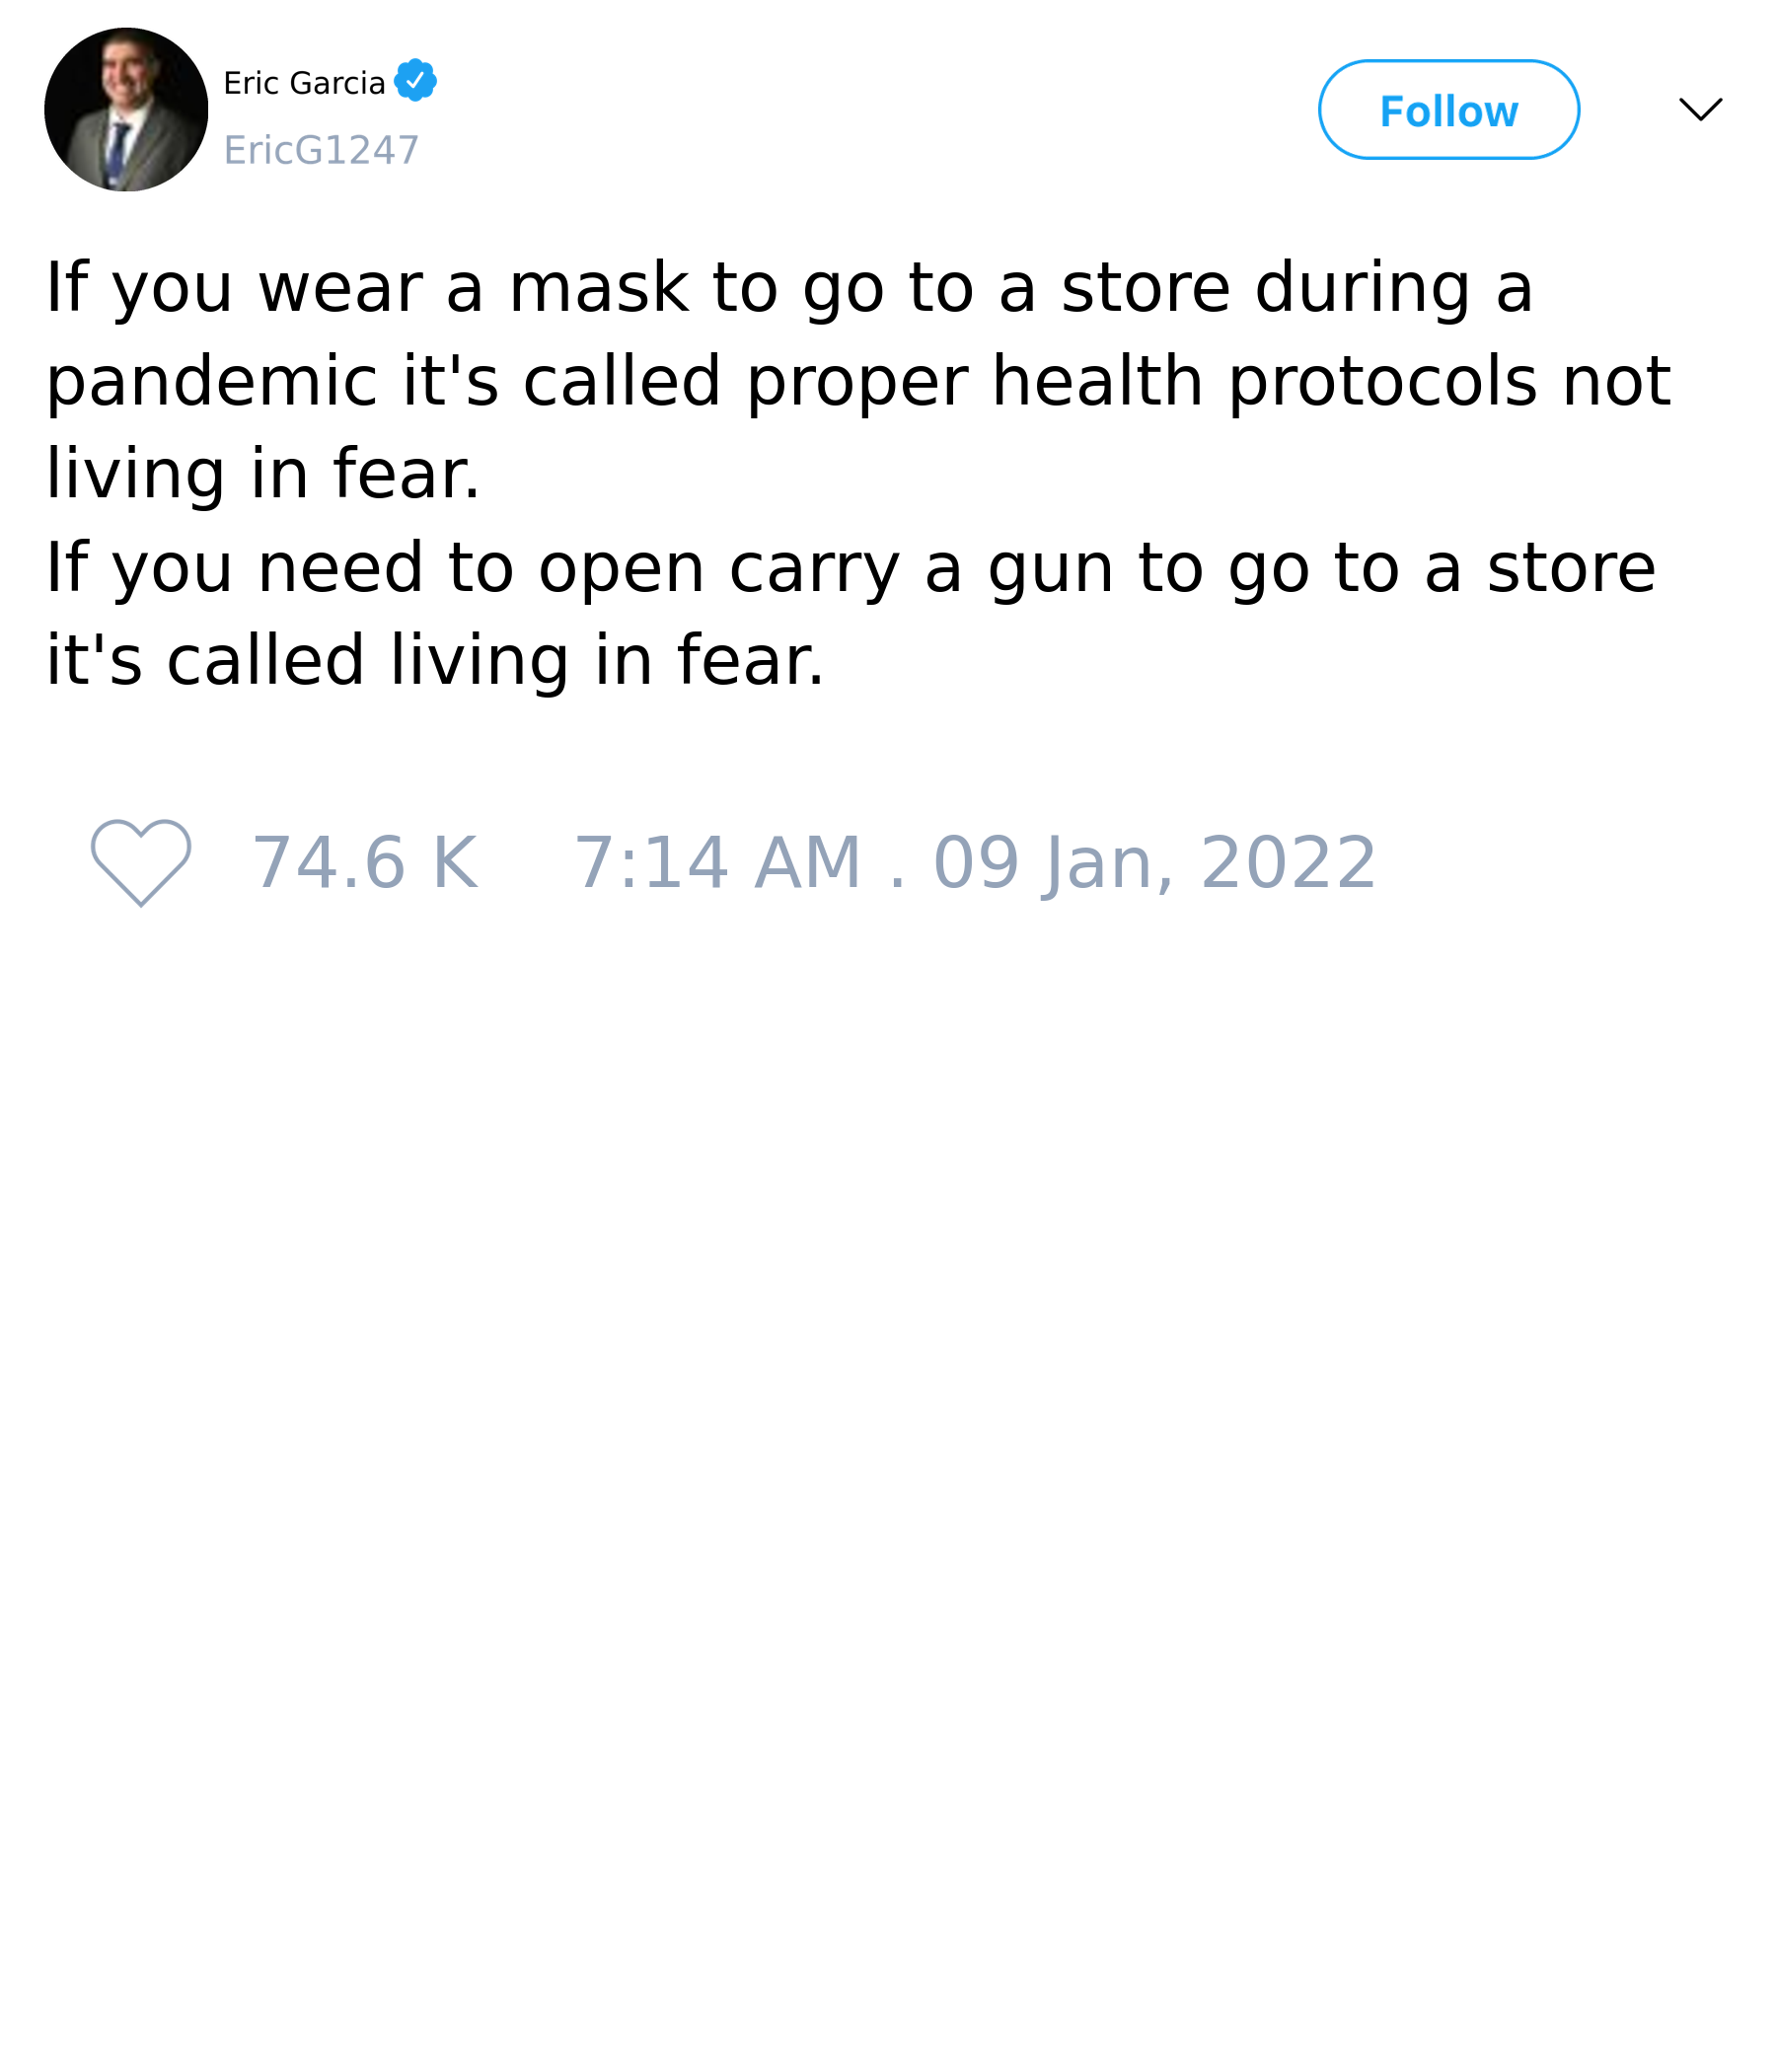 Eric Garcia
EricG1247
Follow
If you wear a mask to go to a store during a
pandemic it's called proper health protocols not
living in fear.
If you need to open carry a gun to go to a store
it's called living in fear.
74.6 K 7:14 AM . 09 Jan, 2022